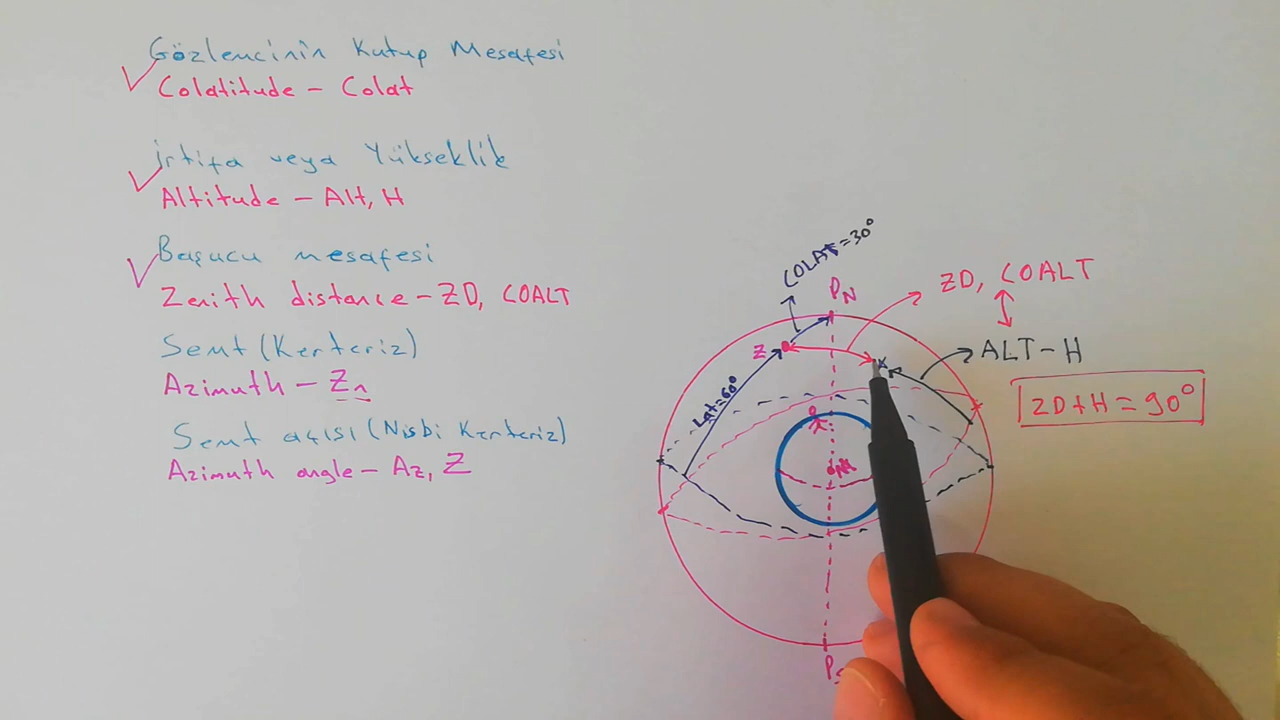 Gözlemcinin Kutup Mesafesi
Colatitude - Colat
İrtifa veya Yükseklik
Altitude - Alt, H
Başucu mesafesi
Zenith distance - ZD, COALT
Semt (Kerteriz)
Azimuth - Zn
Semt açısı (Nisbi Kerteriz)
Azimuth angle - Az, Z
COLAT=30°
PN
ZD, COALT
Z
ALT-H
ZD+H=90°
Lat=60°